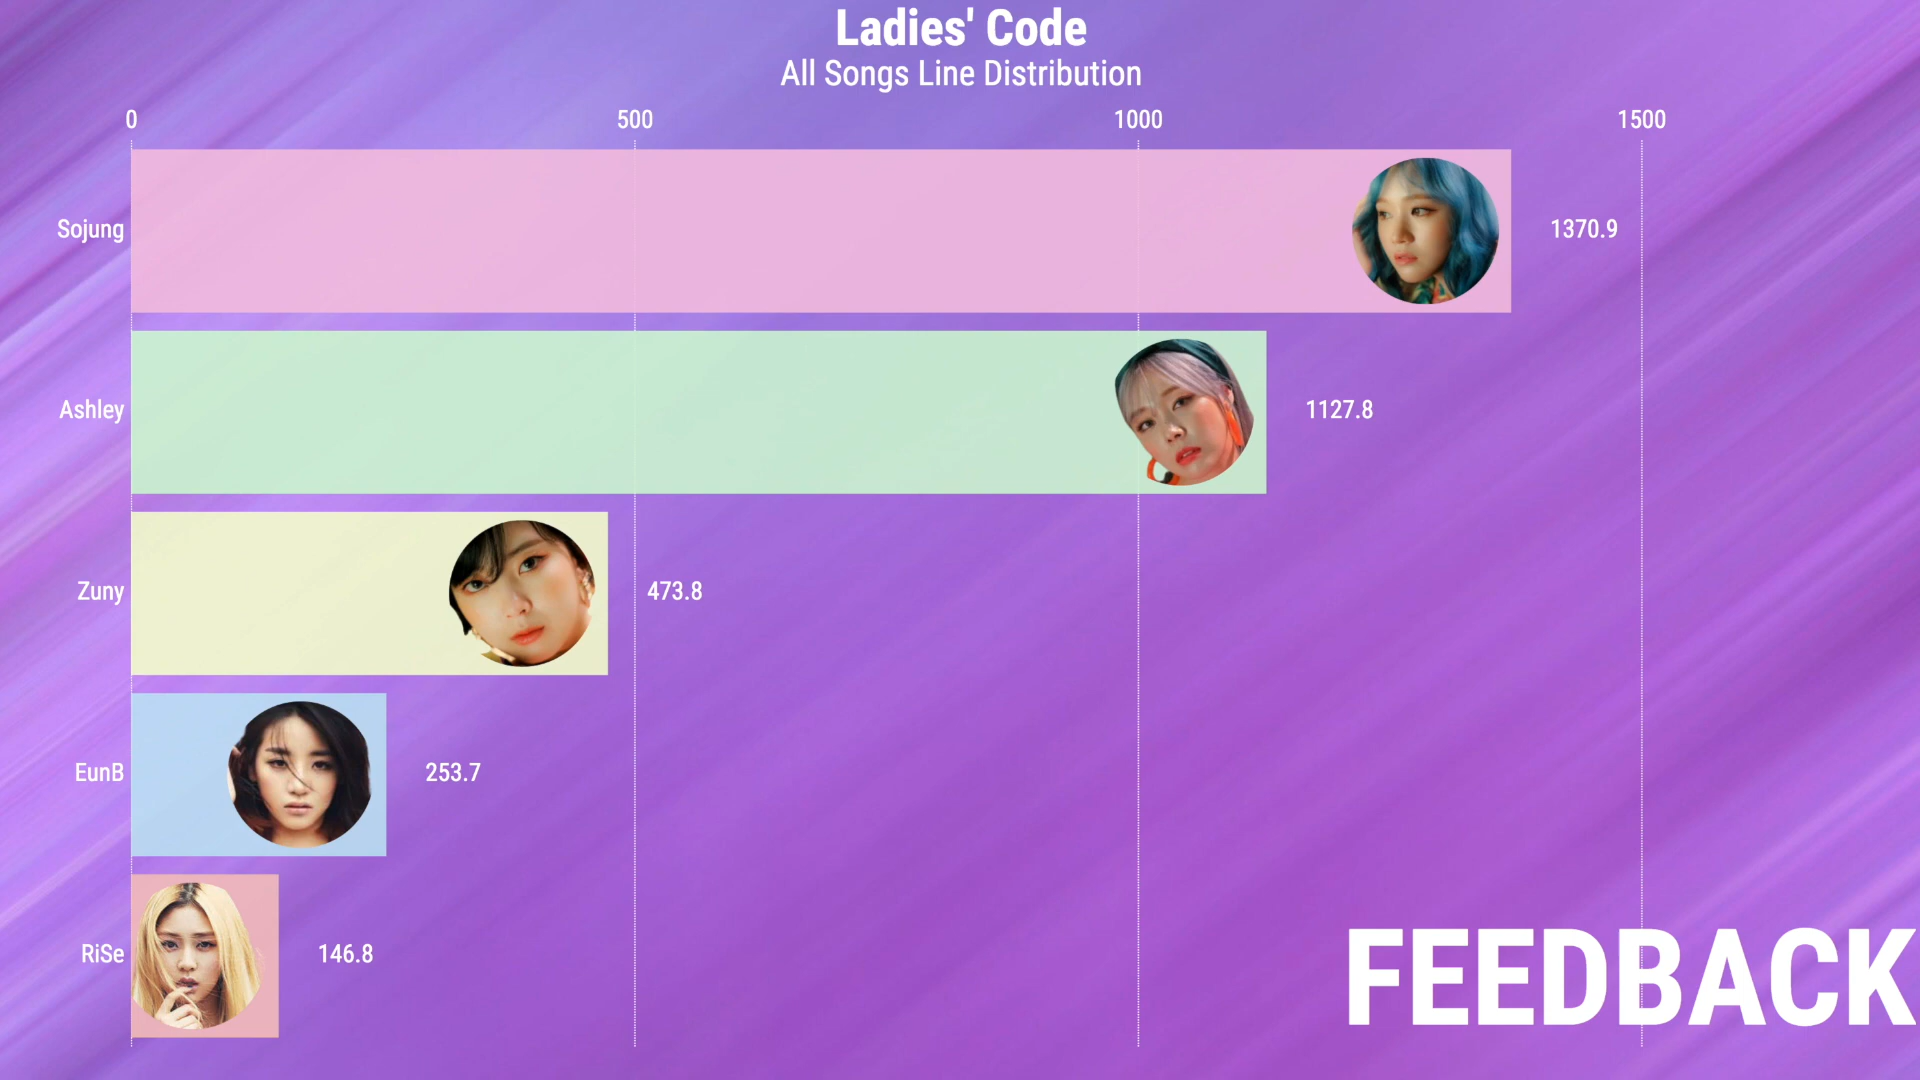 Ladies' Code
All Songs Line Distribution
0 500 1000 1500
Sojung 1370.9
Ashley 1127.8
Zuny 473.8
EunB 253.7
RiSe 146.8
FEEDBACK